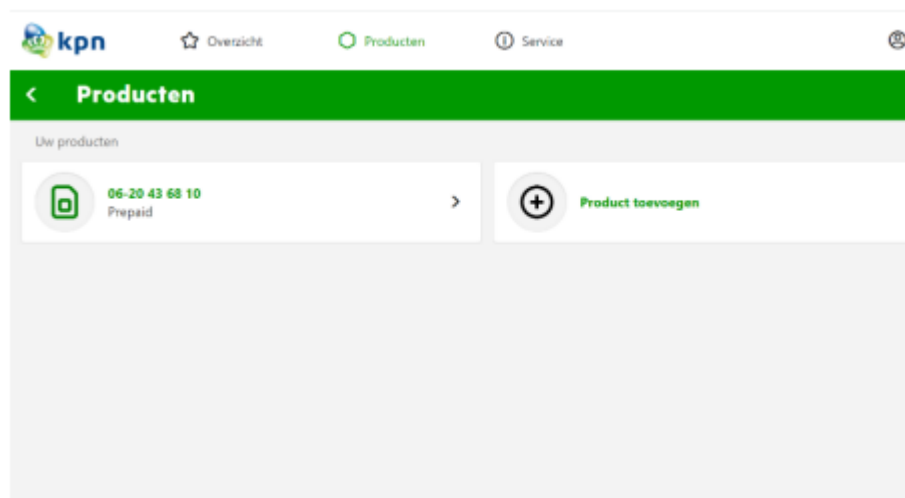 kpn Overzicht Producten Service
Producten
Uw producten
06-20 43 68 10
Prepaid
Product toevoegen